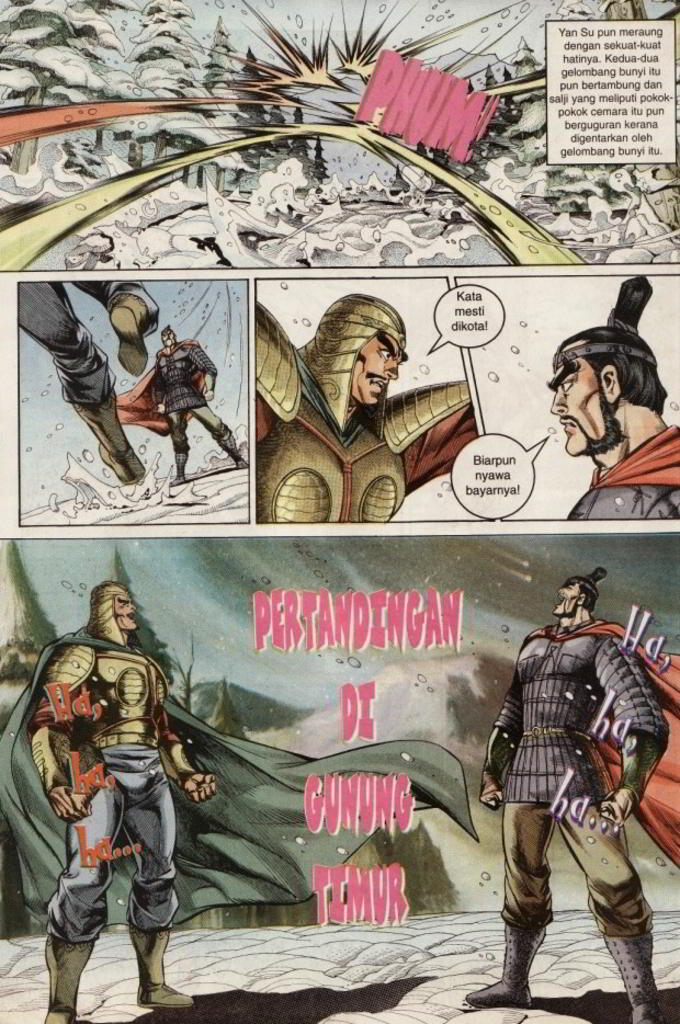 Yan Su pun meraung
dengan sekuat-kuat
hatinya. Kedua-dua
gelombang bunyi itu
pun bertambung dan
salji yang meliputi pokok-
pokok cemara itu pun
berguguran kerana
digentarkan oleh
gelombang bunyi itu.
PHUM!!
Kata
mesti
dikota!
Biarpun
nyawa
bayarnya!
PERTANDINGAN
DI
GUNUNG
TIMUR
Ha,
ha,
ha...
Ha,
ha,
ha...